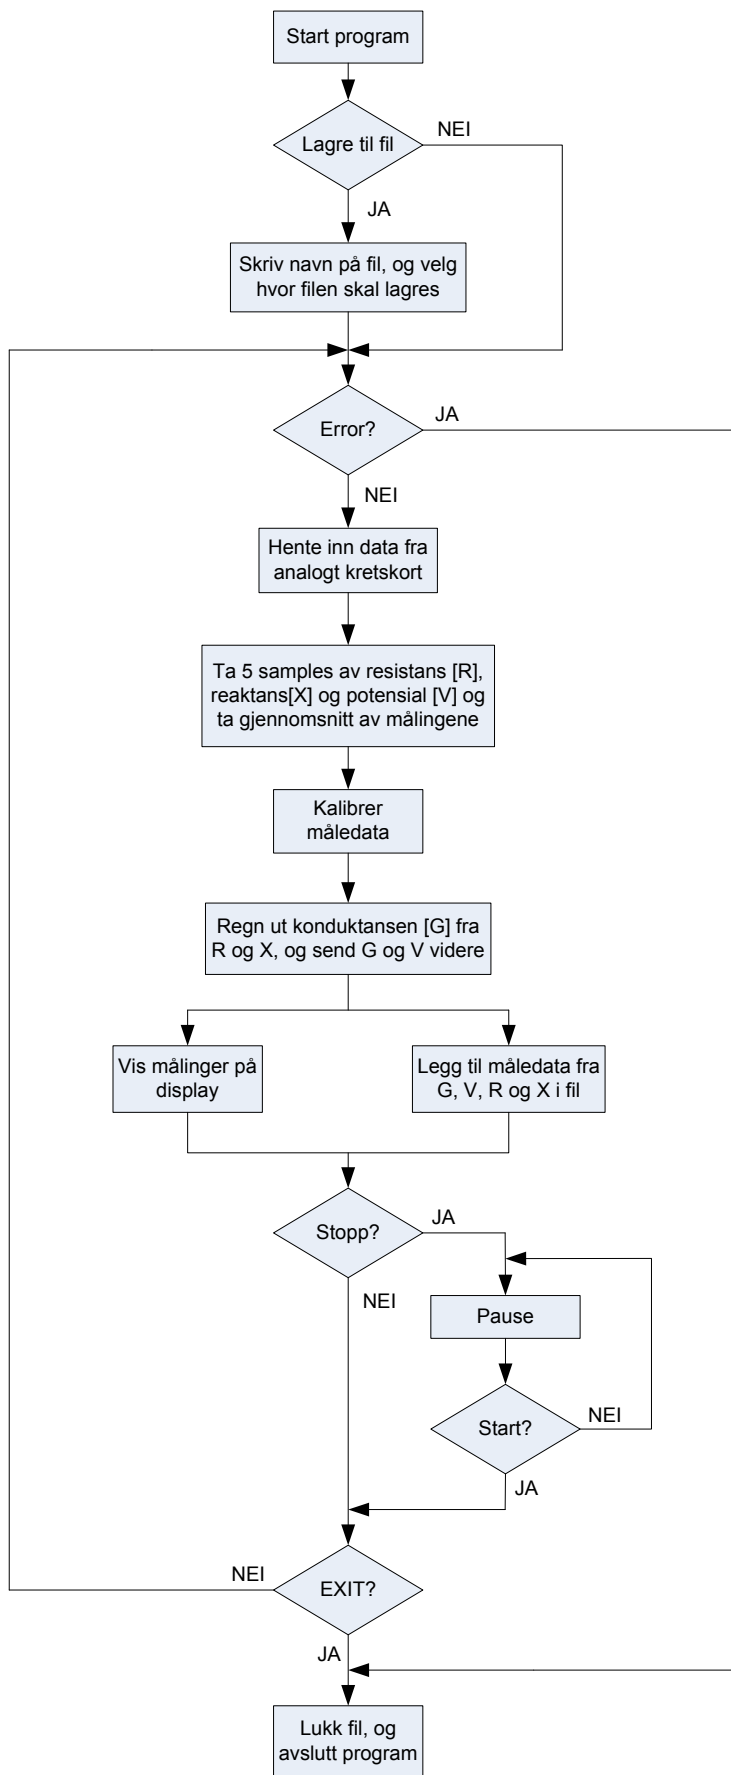 Start program
Lagre til fil
NEI
JA
Skriv navn på fil, og velg
hvor filen skal lagres
Error?
JA
NEI
Hente inn data fra
analogt kretskort
Ta 5 samples av resistans [R],
reaktans[X] og potensial [V] og
ta gjennomsnitt av målingene
Kalibrer
måledata
Regn ut konduktansen [G] fra
R og X, og send G og V videre
Vis målinger på
display
Legg til måledata fra
G, V, R og X i fil
Stopp?
JA
NEI
Pause
Start?
NEI
JA
EXIT?
NEI
JA
Lukk fil, og
avslutt program